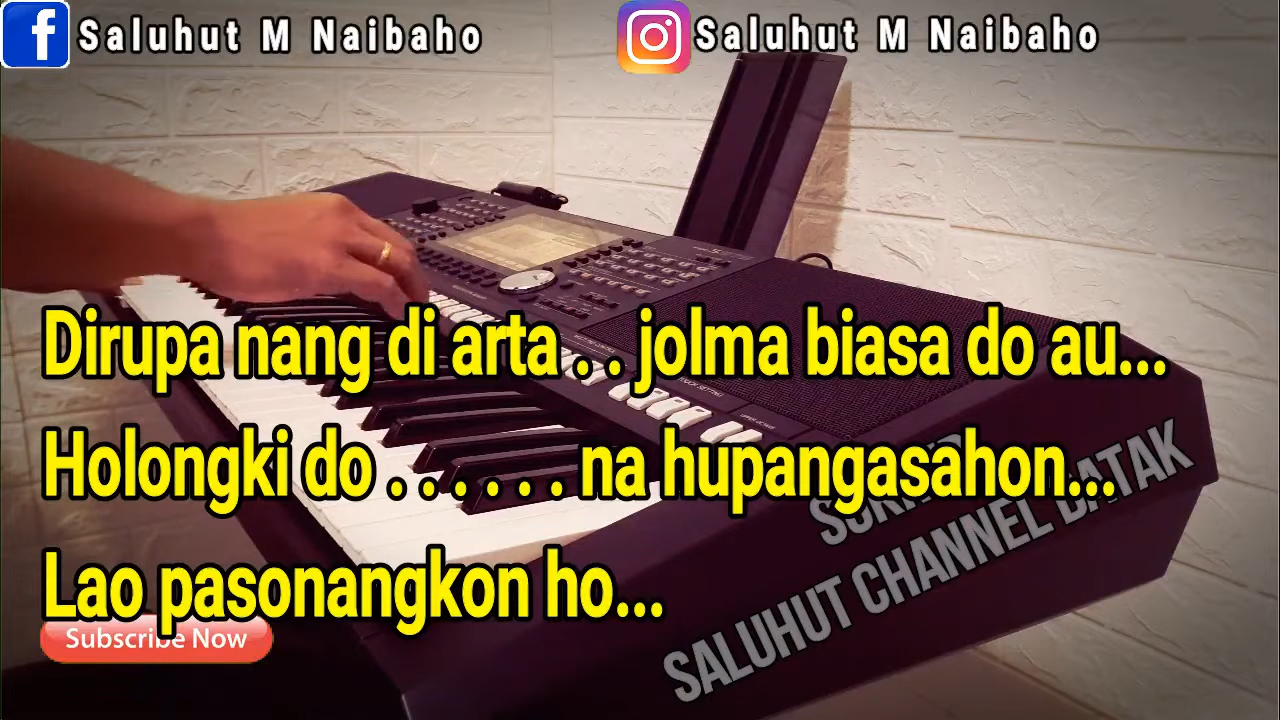 Saluhut M Naibaho
Saluhut M Naibaho
Dirupa nang di arta . . jolma biasa do au...
Holongki do . . . . . . na hupangasahon...
Lao pasonangkon ho...
Subscribe Now
SALUHUT CHANNEL BATAK